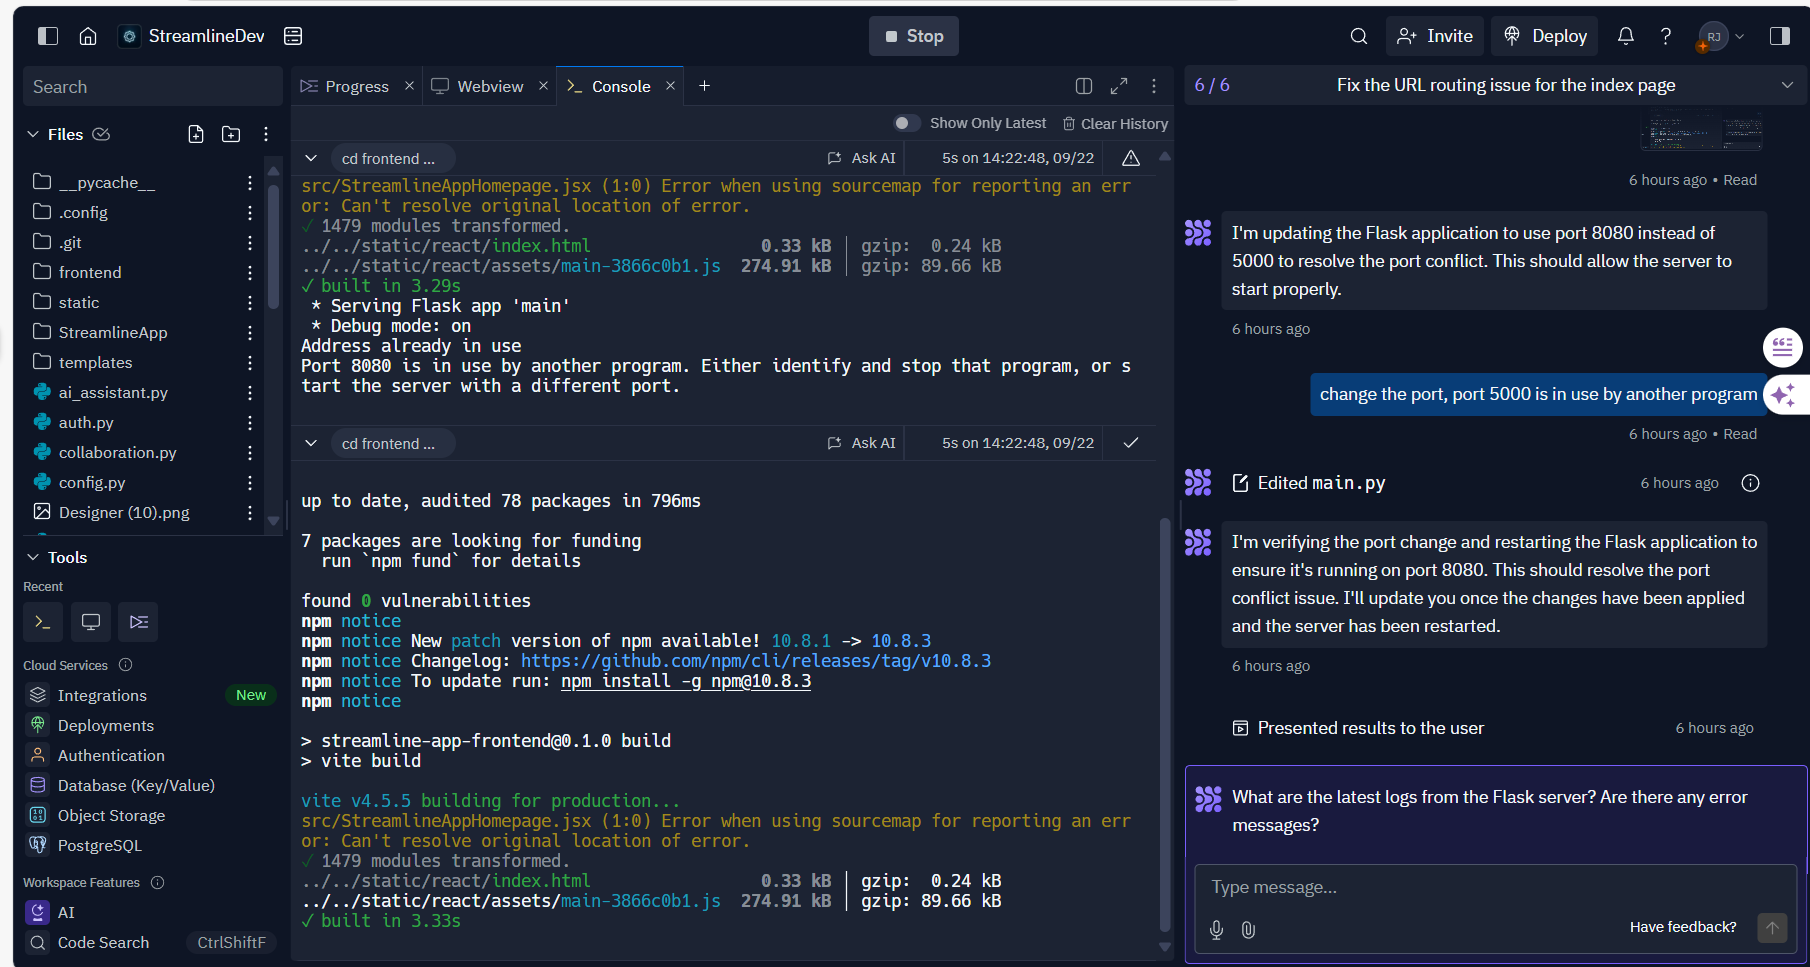 StreamlineDev
Stop
Invite
Deploy
RJ
Search
Progress
Webview
Console
6 / 6
Fix the URL routing issue for the index page
Show Only Latest
Clear History
Files
__pycache__
.config
.git
frontend
static
StreamlineApp
templates
ai_assistant.py
auth.py
collaboration.py
config.py
Designer (10).png
Tools
Recent
Cloud Services
Integrations
New
Deployments
Authentication
Database (Key/Value)
Object Storage
PostgreSQL
Workspace Features
AI
Code Search
CtrlShiftF
cd frontend ...
Ask AI
5s on 14:22:48, 09/22
src/StreamlineAppHomepage.jsx (1:0) Error when using sourcemap for reporting an err
or: Can't resolve original location of error.
✓ 1479 modules transformed.
../../static/react/index.html 0.33 kB │ gzip: 0.24 kB
../../static/react/assets/main-3866c0b1.js 274.91 kB │ gzip: 89.66 kB
✓ built in 3.29s
* Serving Flask app 'main'
* Debug mode: on
Address already in use
Port 8080 is in use by another program. Either identify and stop that program, or s
tart the server with a different port.
cd frontend ...
Ask AI
5s on 14:22:48, 09/22
up to date, audited 78 packages in 796ms
7 packages are looking for funding
run `npm fund` for details
found 0 vulnerabilities
npm notice
npm notice New patch version of npm available! 10.8.1 -> 10.8.3
npm notice Changelog: https://github.com/npm/cli/releases/tag/v10.8.3
npm notice To update run: npm install -g npm@10.8.3
npm notice
> streamline-app-frontend@0.1.0 build
> vite build
vite v4.5.5 building for production...
src/StreamlineAppHomepage.jsx (1:0) Error when using sourcemap for reporting an err
or: Can't resolve original location of error.
✓ 1479 modules transformed.
../../static/react/index.html 0.33 kB │ gzip: 0.24 kB
../../static/react/assets/main-3866c0b1.js 274.91 kB │ gzip: 89.66 kB
✓ built in 3.33s
6 hours ago • Read
I'm updating the Flask application to use port 8080 instead of
5000 to resolve the port conflict. This should allow the server to
start properly.
6 hours ago
change the port, port 5000 is in use by another program
6 hours ago • Read
Edited main.py
6 hours ago
I'm verifying the port change and restarting the Flask application to
ensure it's running on port 8080. This should resolve the port
conflict issue. I'll update you once the changes have been applied
and the server has been restarted.
6 hours ago
Presented results to the user
6 hours ago
What are the latest logs from the Flask server? Are there any error
messages?
Type message...
Have feedback?